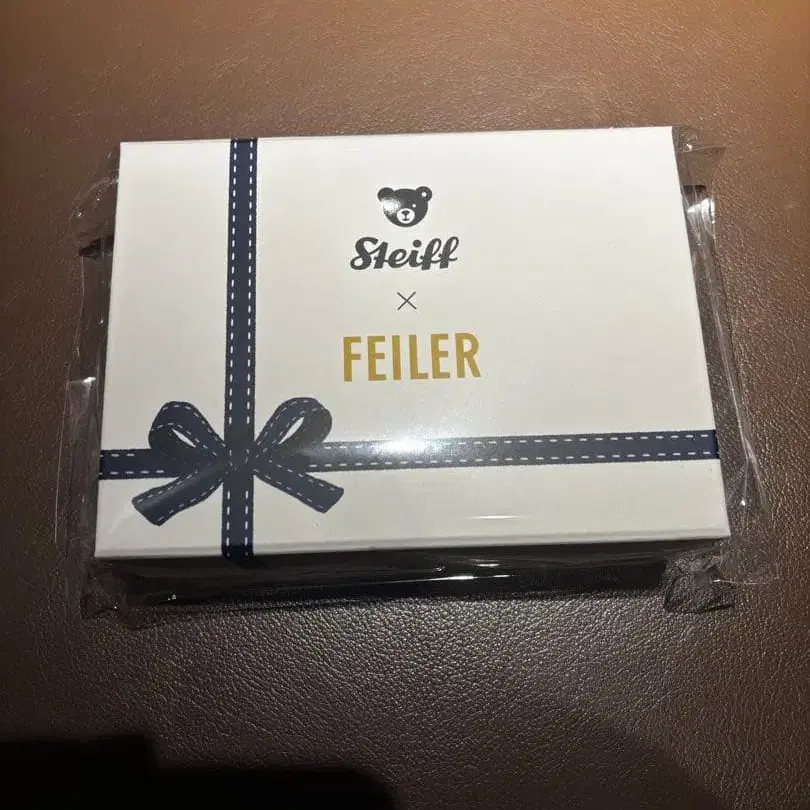 Steiff
×
FEILER